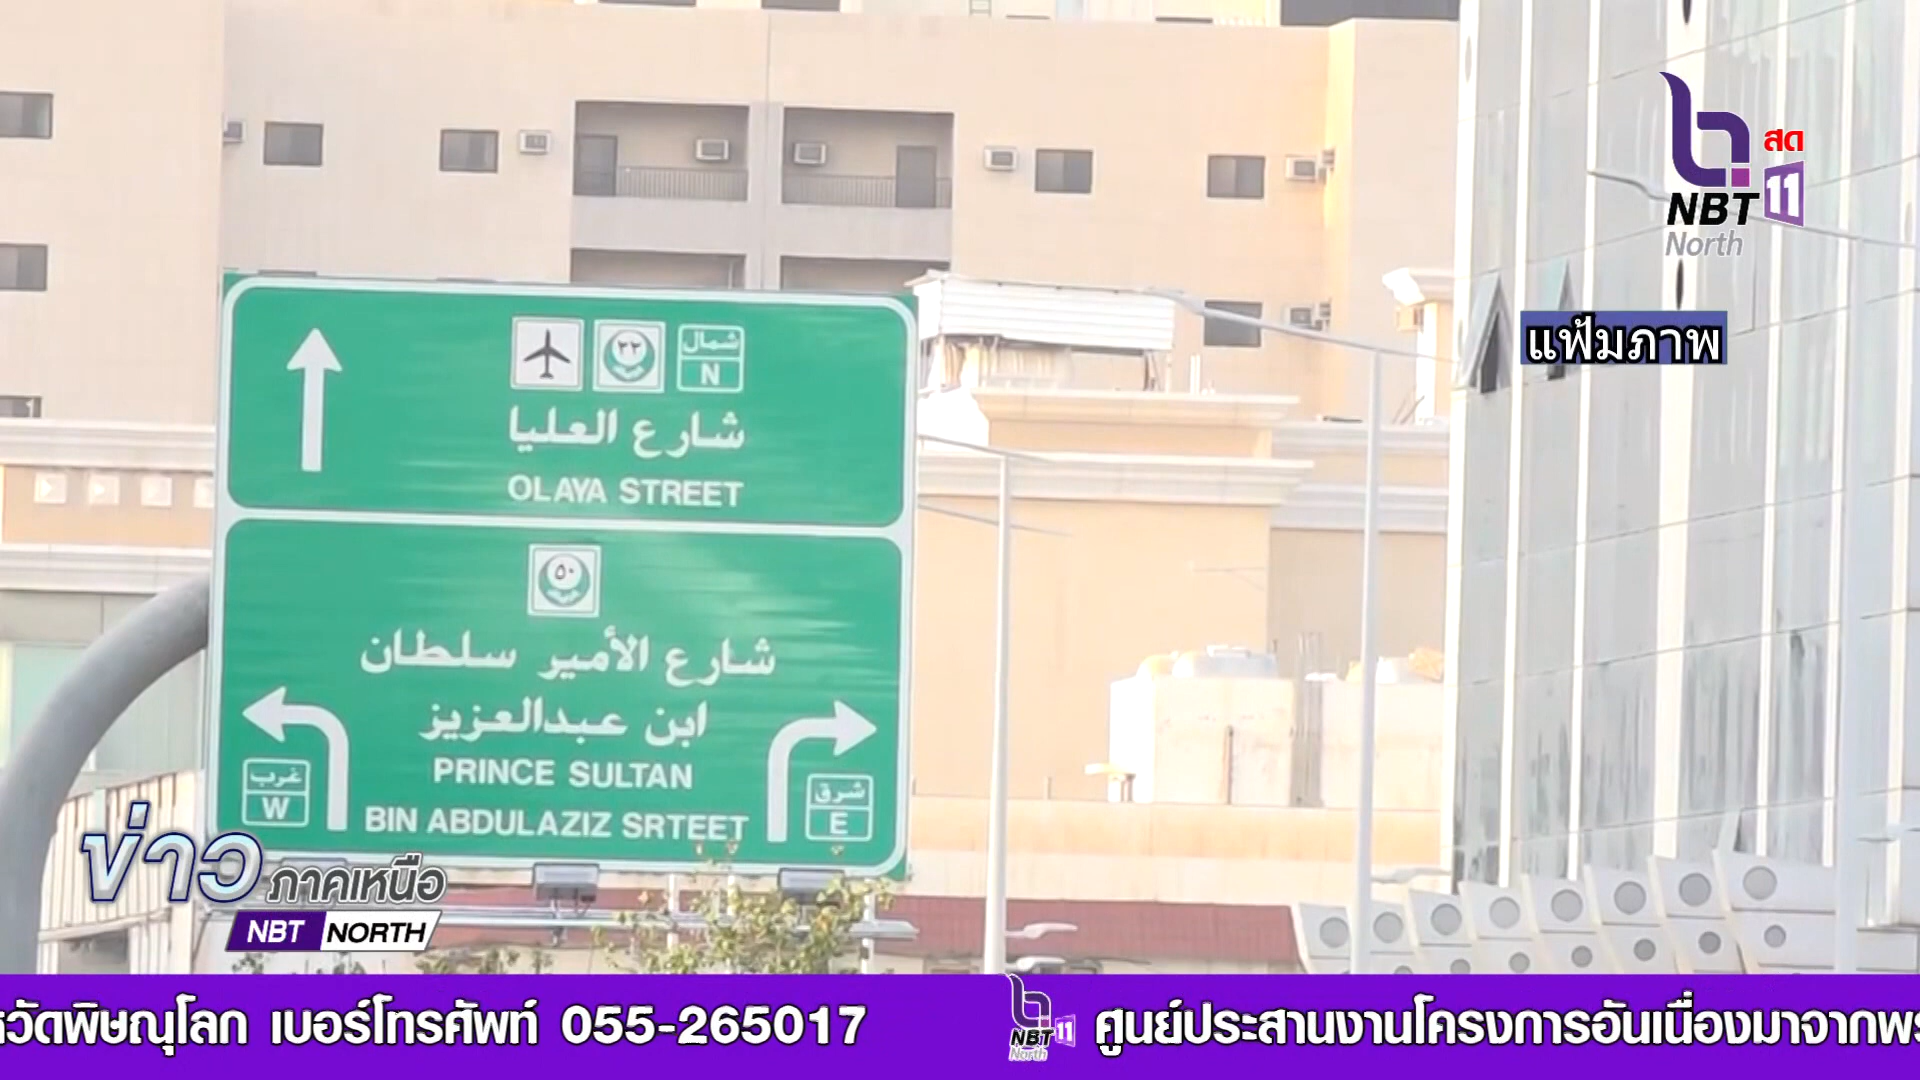 สด
NBT 11
North
แฟ้มภาพ
٢٢
شمال
N
شارع العليا
OLAYA STREET
٥٠
شارع الأمير سلطان
ابن عبدالعزيز
PRINCE SULTAN
BIN ABDULAZIZ SRTEET
غرب
W
شرق
E
ข่าว ภาคเหนือ
NBT NORTH
หวัดพิษณุโลก เบอร์โทรศัพท์ 055-265017 NBT 11 North ศูนย์ประสานงานโครงการอันเนื่องมาจากพร